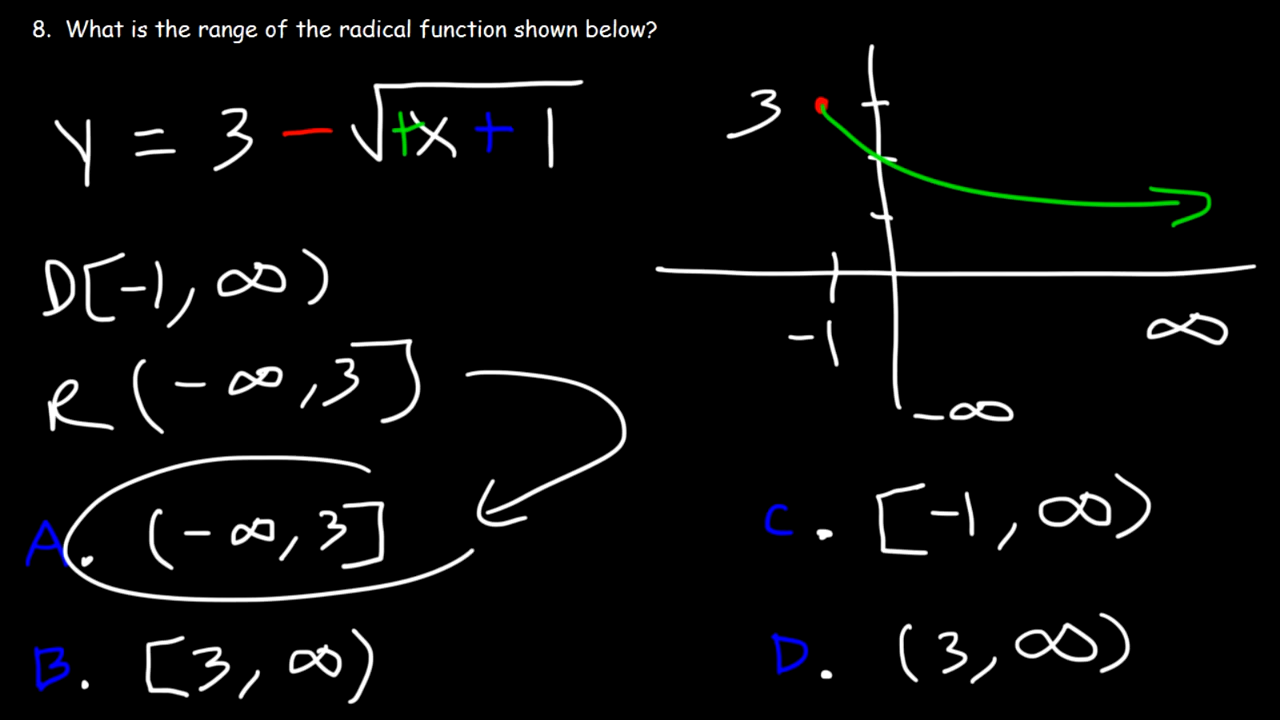 8. What is the range of the radical function shown below?
y = 3 - √(+x + 1)
D[-1, ∞)
R (-∞, 3]
3
-1
∞
-∞
A. (-∞, 3]
B. [3, ∞)
C. [-1, ∞)
D. (3, ∞)